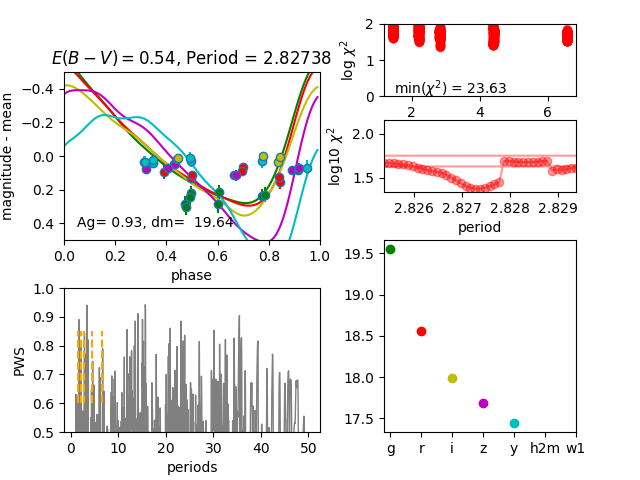 E(B − V) = 0.54, Period = 2.82738
magnitude - mean
−0.4
−0.2
0.0
0.2
0.4
Ag= 0.93, dm=  19.64
0.0 0.2 0.4 0.6 0.8 1.0
phase
log χ²
2
1
0
min(χ²) = 23.63
2 4 6
log10 χ²
2.0
1.5
2.826 2.827 2.828 2.829
period
PWS
1.0
0.9
0.8
0.7
0.6
0.5
0 10 20 30 40 50
periods
19.5
19.0
18.5
18.0
17.5
g r i z y h2m w1